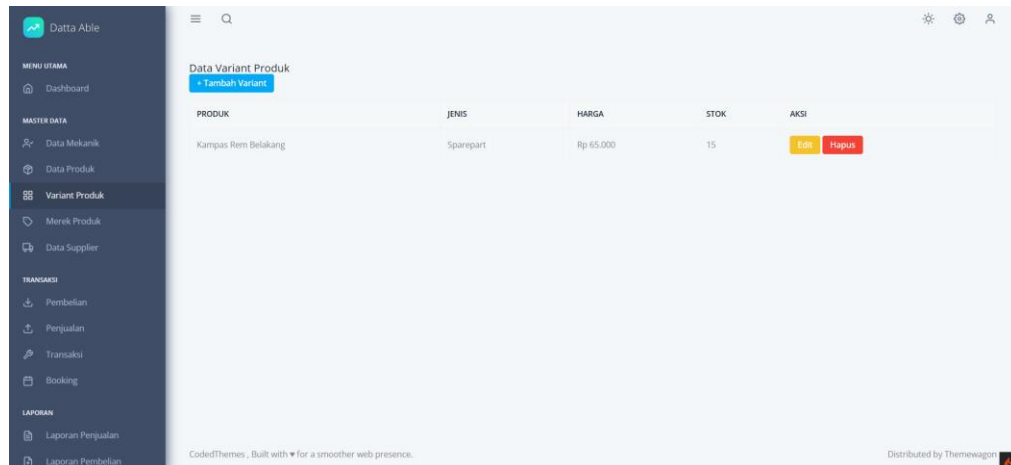 Datta Able
MENU UTAMA
Dashboard
MASTER DATA
Data Mekanik
Data Produk
Variant Produk
Merek Produk
Data Supplier
TRANSAKSI
Pembelian
Penjualan
Transaksi
Booking
LAPORAN
Laporan Penjualan
Laporan Pembelian
Data Variant Produk
+ Tambah Variant
PRODUK JENIS HARGA STOK AKSI
Kampas Rem Belakang Sparepart Rp 65.000 15 Edit Hapus
CodedThemes , Built with ♥ for a smoother web presence. Distributed by Themewagon